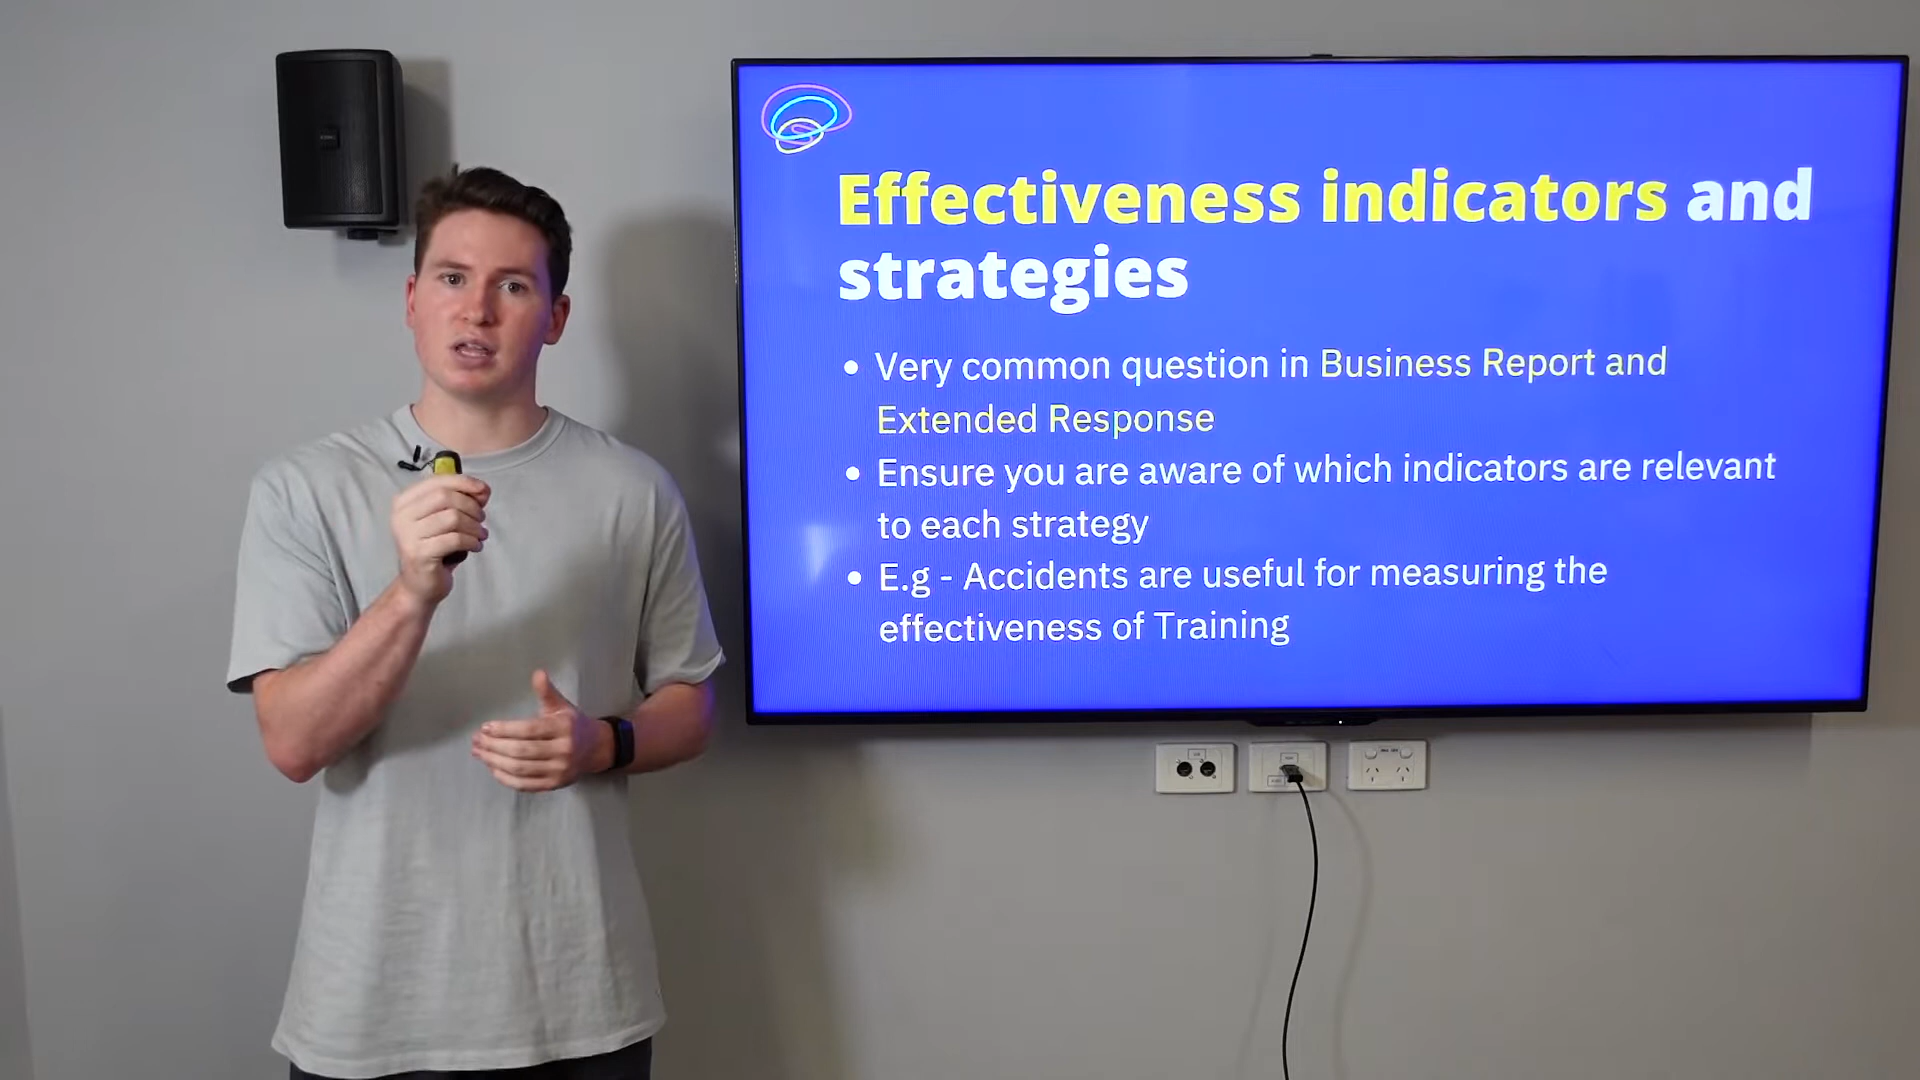 Effectiveness indicators and
strategies
• Very common question in Business Report and
Extended Response
• Ensure you are aware of which indicators are relevant
to each strategy
• E.g - Accidents are useful for measuring the
effectiveness of Training